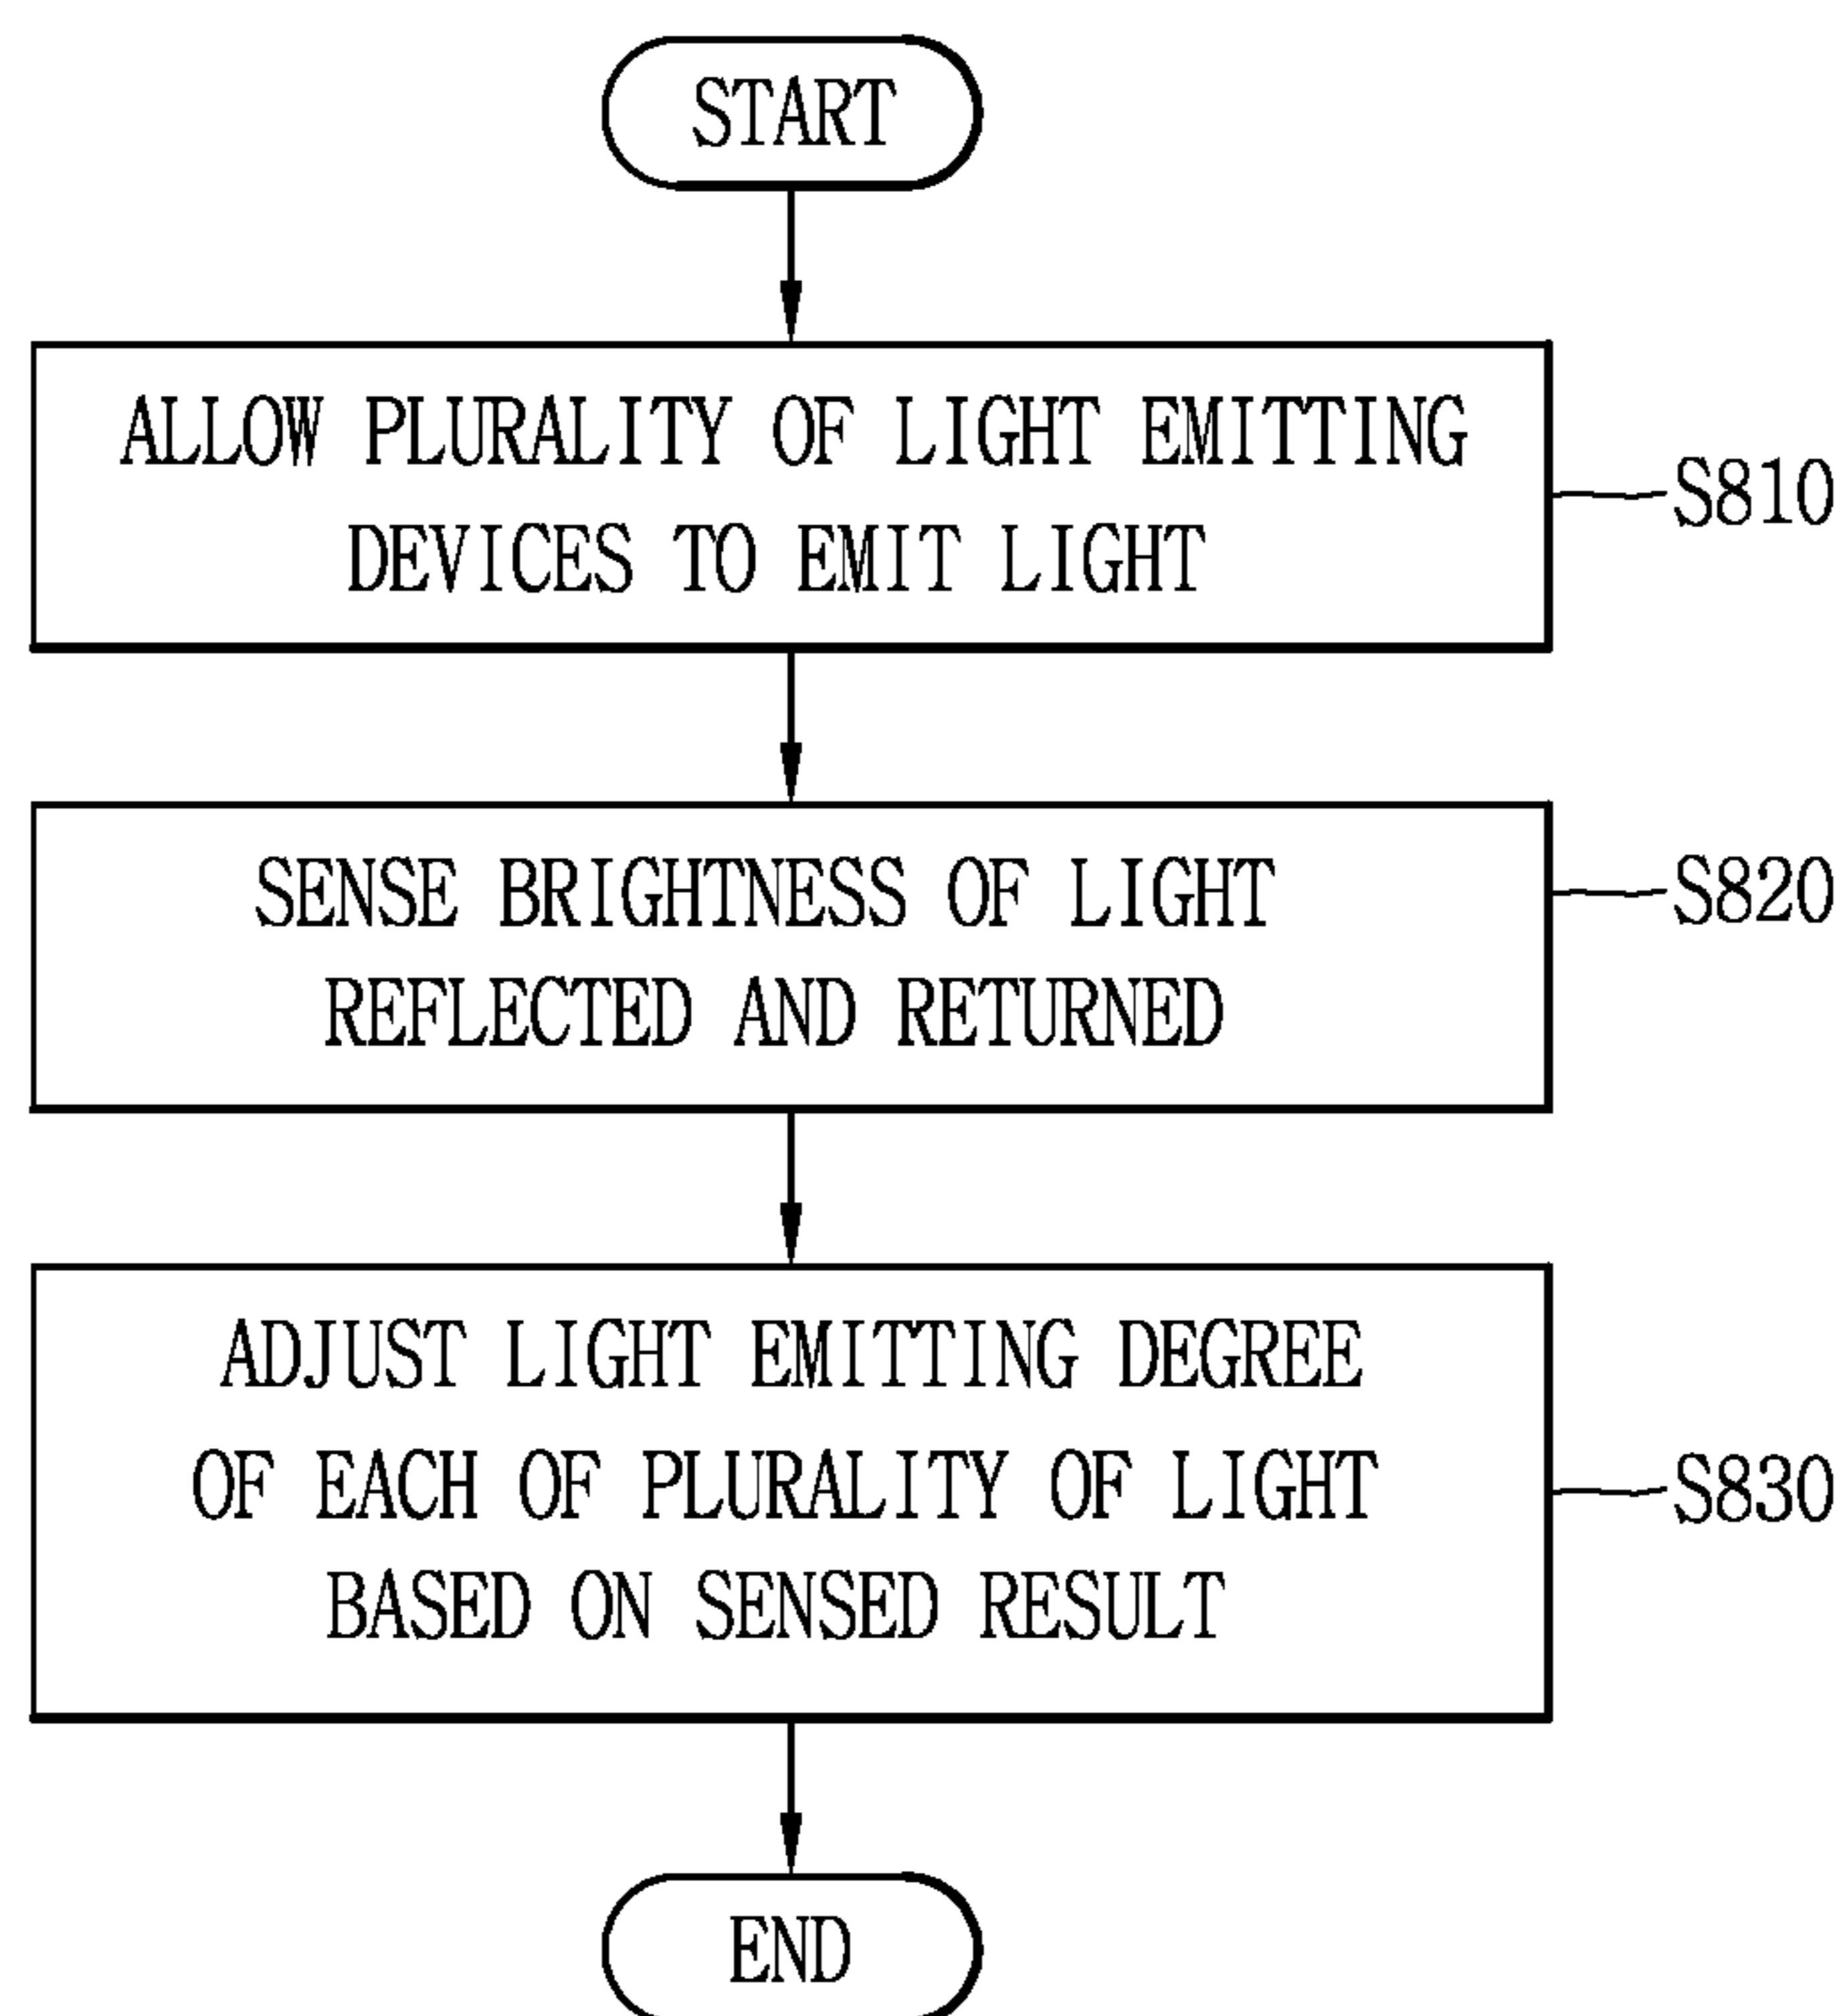 START
ALLOW PLURALITY OF LIGHT EMITTING
DEVICES TO EMIT LIGHT
S810
SENSE BRIGHTNESS OF LIGHT
REFLECTED AND RETURNED
S820
ADJUST LIGHT EMITTING DEGREE
OF EACH OF PLURALITY OF LIGHT
BASED ON SENSED RESULT
S830
END